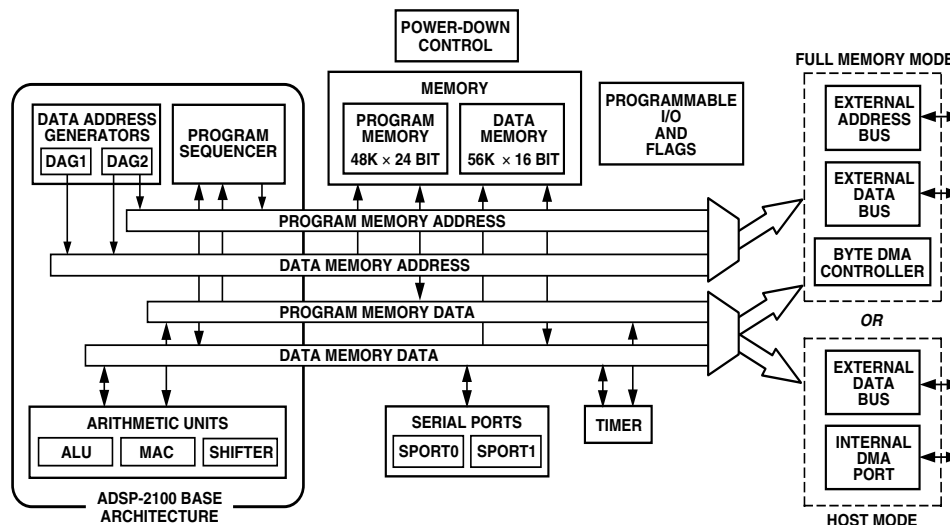 POWER-DOWN
CONTROL
FULL MEMORY MODE
MEMORY
PROGRAM
MEMORY
48K × 24 BIT
DATA
MEMORY
56K × 16 BIT
PROGRAMMABLE
I/O
AND
FLAGS
EXTERNAL
ADDRESS
BUS
EXTERNAL
DATA
BUS
BYTE DMA
CONTROLLER
DATA ADDRESS
GENERATORS
DAG1
DAG2
PROGRAM
SEQUENCER
PROGRAM MEMORY ADDRESS
DATA MEMORY ADDRESS
PROGRAM MEMORY DATA
DATA MEMORY DATA
OR
EXTERNAL
DATA
BUS
INTERNAL
DMA
PORT
HOST MODE
ARITHMETIC UNITS
ALU
MAC
SHIFTER
SERIAL PORTS
SPORT0
SPORT1
TIMER
ADSP-2100 BASE
ARCHITECTURE